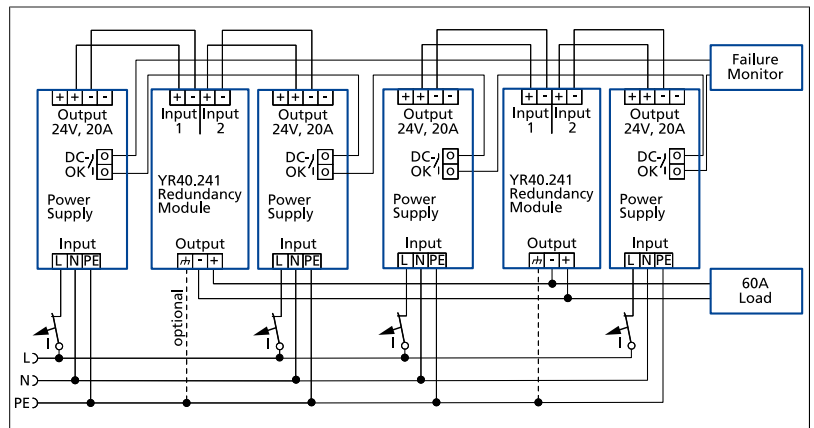 Failure
Monitor
+ + - -
Output
24V, 20A
DC-
OK
Power
Supply
Input
L N PE
+ - + -
Input Input
1 2
YR40.241
Redundancy
Module
Output
- +
+ + - -
Output
24V, 20A
DC-
OK
Power
Supply
Input
L N PE
+ + - -
Output
24V, 20A
DC-
OK
Power
Supply
Input
L N PE
+ - + -
Input Input
1 2
YR40.241
Redundancy
Module
Output
- +
+ + - -
Output
24V, 20A
DC-
OK
Power
Supply
Input
L N PE
60A
Load
optional
I
I
I
I
L
N
PE